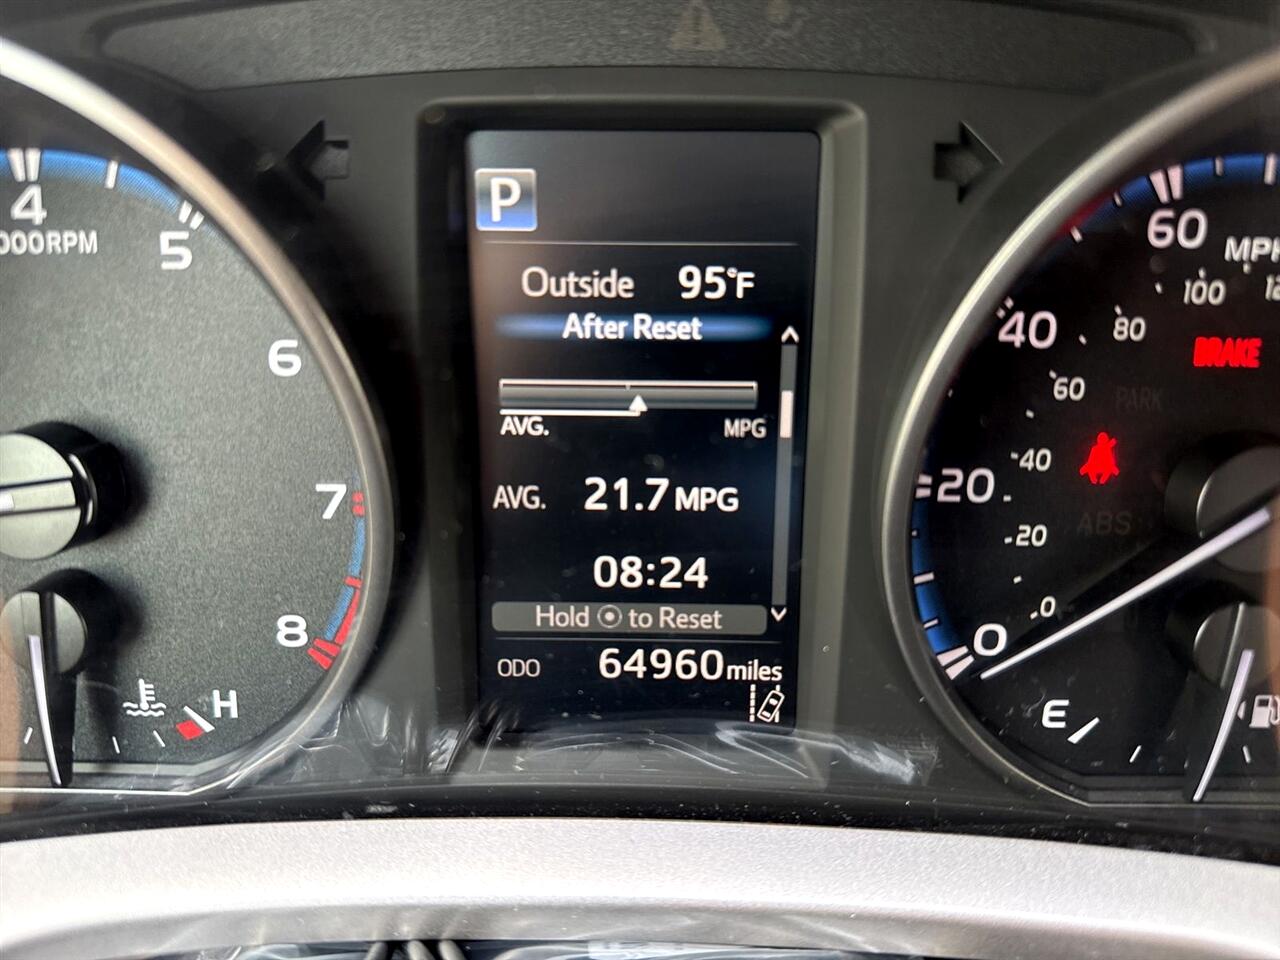 P
Outside 95°F
After Reset
AVG. MPG
AVG. 21.7 MPG
08:24
Hold to Reset
ODO 64960 miles
4
5
000RPM
6
7
8
H
60
MPH
100
40
80
BRAKE
60
PARK
40
20
ABS
20
0
0
E